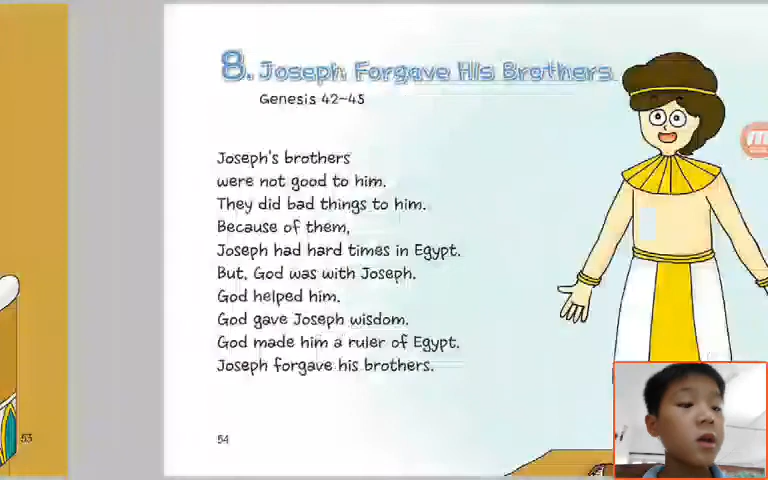 8. Joseph Forgave His Brothers
Genesis 42-45
Joseph's brothers
were not good to him.
They did bad things to him.
Because of them,
Joseph had hard times in Egypt.
But, God was with Joseph.
God helped him.
God gave Joseph wisdom.
God made him a ruler of Egypt.
Joseph forgave his brothers.
53
54